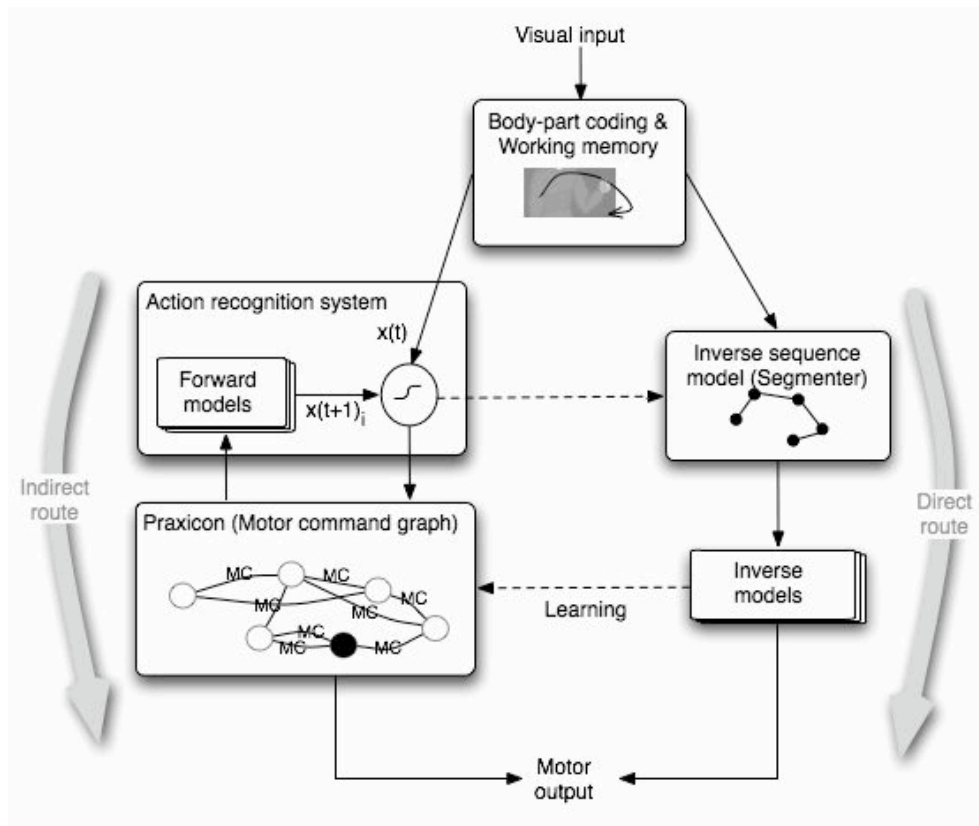 Visual input
Body-part coding &
Working memory
Action recognition system
x(t)
Forward
models
x(t+1)i
Inverse sequence
model (Segmenter)
Indirect
route
Direct
route
Praxicon (Motor command graph)
MC
MC
MC
MC
MC
MC
MC
MC
Learning
Inverse
models
Motor
output